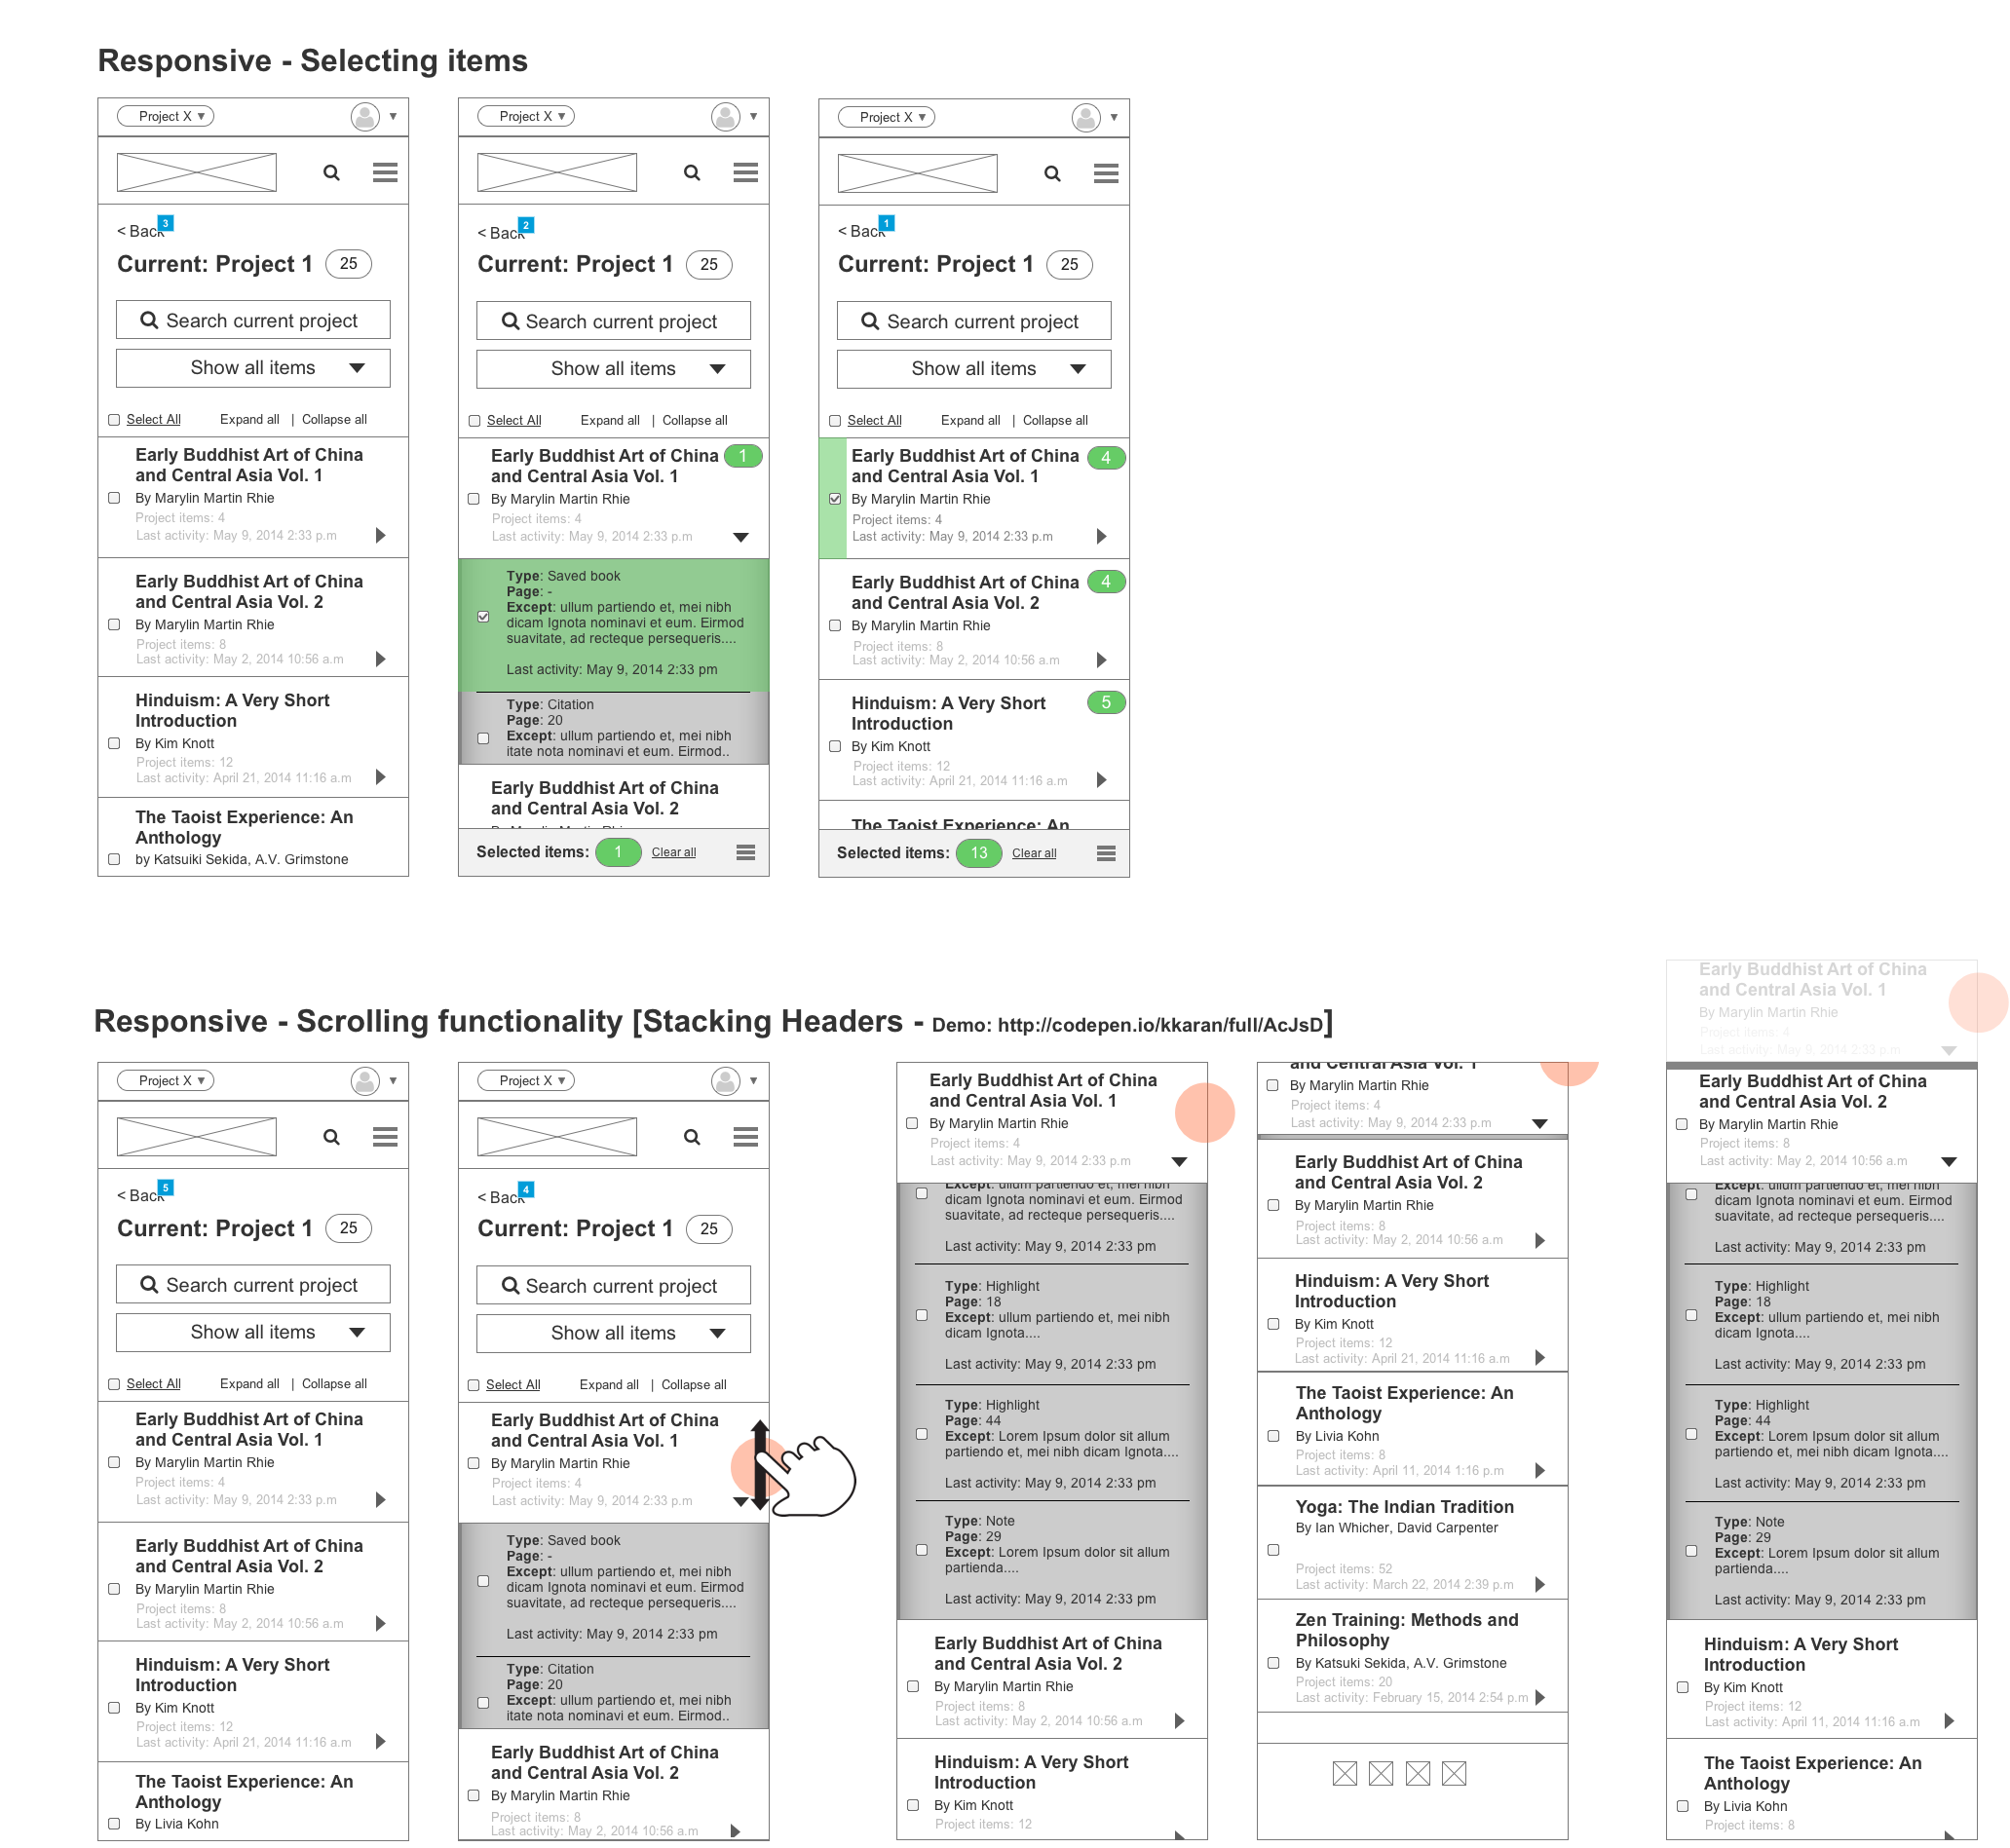 Responsive - Selecting items
Project X ▼
3
< Back
Current: Project 1 25
Search current project
Show all items
Select All Expand all | Collapse all
Early Buddhist Art of China
and Central Asia Vol. 1
By Marylin Martin Rhie
Project items: 4
Last activity: May 9, 2014 2:33 p.m
Early Buddhist Art of China
and Central Asia Vol. 2
By Marylin Martin Rhie
Project items: 8
Last activity: May 2, 2014 10:56 a.m
Hinduism: A Very Short
Introduction
By Kim Knott
Project items: 12
Last activity: April 21, 2014 11:16 a.m
The Taoist Experience: An
Anthology
by Katsuiki Sekida, A.V. Grimstone
Project X ▼
2
< Back
Current: Project 1 25
Search current project
Show all items
Select All Expand all | Collapse all
Early Buddhist Art of China 1
and Central Asia Vol. 1
By Marylin Martin Rhie
Project items: 4
Last activity: May 9, 2014 2:33 p.m
Type: Saved book
Page: -
Except: ullum partiendo et, mei nibh
dicam Ignota nominavi et eum. Eirmod
suavitate, ad recteque persequeris....
Last activity: May 9, 2014 2:33 pm
Type: Citation
Page: 20
Except: ullum partiendo et, mei nibh
itate nota nominavi et eum. Eirmod..
Early Buddhist Art of China
and Central Asia Vol. 2
By Marylin Martin Rhie
Selected items: 1 Clear all
Project X ▼
1
< Back
Current: Project 1 25
Search current project
Show all items
Select All Expand all | Collapse all
Early Buddhist Art of China 4
and Central Asia Vol. 1
By Marylin Martin Rhie
Project items: 4
Last activity: May 9, 2014 2:33 p.m
Early Buddhist Art of China 4
and Central Asia Vol. 2
By Marylin Martin Rhie
Project items: 8
Last activity: May 2, 2014 10:56 a.m
Hinduism: A Very Short 5
Introduction
By Kim Knott
Project items: 12
Last activity: April 21, 2014 11:16 a.m
The Taoist Experience: An
Selected items: 13 Clear all
Responsive - Scrolling functionality [Stacking Headers - Demo: http://codepen.io/kkaran/full/AcJsD]
Project X ▼
5
< Back
Current: Project 1 25
Search current project
Show all items
Select All Expand all | Collapse all
Early Buddhist Art of China
and Central Asia Vol. 1
By Marylin Martin Rhie
Project items: 4
Last activity: May 9, 2014 2:33 p.m
Early Buddhist Art of China
and Central Asia Vol. 2
By Marylin Martin Rhie
Project items: 8
Last activity: May 2, 2014 10:56 a.m
Hinduism: A Very Short
Introduction
By Kim Knott
Project items: 12
Last activity: April 21, 2014 11:16 a.m
The Taoist Experience: An
Anthology
By Livia Kohn
Project X ▼
4
< Back
Current: Project 1 25
Search current project
Show all items
Select All Expand all | Collapse all
Early Buddhist Art of China
and Central Asia Vol. 1
By Marylin Martin Rhie
Project items: 4
Last activity: May 9, 2014 2:33 p.m
Type: Saved book
Page: -
Except: ullum partiendo et, mei nibh
dicam Ignota nominavi et eum. Eirmod
suavitate, ad recteque persequeris....
Last activity: May 9, 2014 2:33 pm
Type: Citation
Page: 20
Except: ullum partiendo et, mei nibh
itate nota nominavi et eum. Eirmod..
Early Buddhist Art of China
and Central Asia Vol. 2
By Marylin Martin Rhie
Project items: 8
Last activity: May 2, 2014 10:56 a.m
Early Buddhist Art of China
and Central Asia Vol. 1
By Marylin Martin Rhie
Project items: 4
Last activity: May 9, 2014 2:33 p.m
Except: ullum partiendo et, mei nibh
dicam Ignota nominavi et eum. Eirmod
suavitate, ad recteque persequeris....
Last activity: May 9, 2014 2:33 pm
Type: Highlight
Page: 18
Except: ullum partiendo et, mei nibh
dicam Ignota....
Last activity: May 9, 2014 2:33 pm
Type: Highlight
Page: 44
Except: Lorem Ipsum dolor sit allum
partiendo et, mei nibh dicam Ignota....
Last activity: May 9, 2014 2:33 pm
Type: Note
Page: 29
Except: Lorem Ipsum dolor sit allum
partienda....
Last activity: May 9, 2014 2:33 pm
Early Buddhist Art of China
and Central Asia Vol. 2
By Marylin Martin Rhie
Project items: 8
Last activity: May 2, 2014 10:56 a.m
Hinduism: A Very Short
Introduction
By Kim Knott
Project items: 12
and Central Asia Vol. 1
By Marylin Martin Rhie
Project items: 4
Last activity: May 9, 2014 2:33 p.m
Early Buddhist Art of China
and Central Asia Vol. 2
By Marylin Martin Rhie
Project items: 8
Last activity: May 2, 2014 10:56 a.m
Hinduism: A Very Short
Introduction
By Kim Knott
Project items: 12
Last activity: April 21, 2014 11:16 a.m
The Taoist Experience: An
Anthology
By Livia Kohn
Project items: 8
Last activity: April 11, 2014 1:16 p.m
Yoga: The Indian Tradition
By Ian Whicher, David Carpenter
Project items: 52
Last activity: March 22, 2014 2:39 p.m
Zen Training: Methods and
Philosophy
By Katsuki Sekida, A.V. Grimstone
Project items: 20
Last activity: February 15, 2014 2:54 p.m
Early Buddhist Art of China
and Central Asia Vol. 1
By Marylin Martin Rhie
Project items: 4
Last activity: May 9, 2014 2:33 p.m
Early Buddhist Art of China
and Central Asia Vol. 2
By Marylin Martin Rhie
Project items: 8
Last activity: May 2, 2014 10:56 a.m
Except: ullum partiendo et, mei nibh
dicam Ignota nominavi et eum. Eirmod
suavitate, ad recteque persequeris....
Last activity: May 9, 2014 2:33 pm
Type: Highlight
Page: 18
Except: ullum partiendo et, mei nibh
dicam Ignota....
Last activity: May 9, 2014 2:33 pm
Type: Highlight
Page: 44
Except: Lorem Ipsum dolor sit allum
partiendo et, mei nibh dicam Ignota....
Last activity: May 9, 2014 2:33 pm
Type: Note
Page: 29
Except: Lorem Ipsum dolor sit allum
partienda....
Last activity: May 9, 2014 2:33 pm
Hinduism: A Very Short
Introduction
By Kim Knott
Project items: 12
Last activity: April 11, 2014 11:16 a.m
The Taoist Experience: An
Anthology
By Livia Kohn
Project items: 8